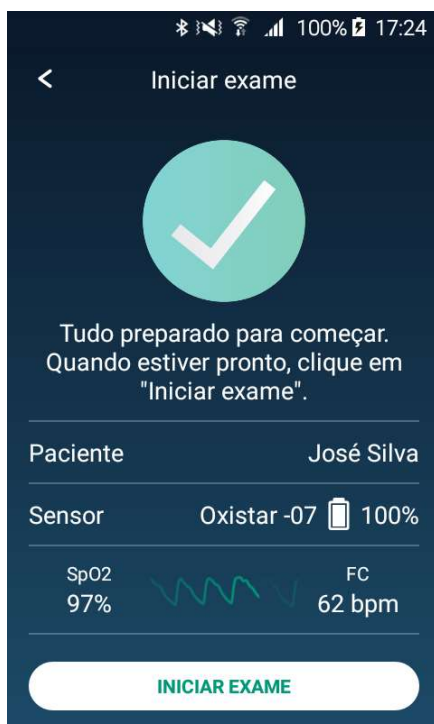 100% 17:24
Iniciar exame
Tudo preparado para começar.
Quando estiver pronto, clique em
"Iniciar exame".
Paciente José Silva
Sensor Oxistar -07 100%
SpO2 FC
97% 62 bpm
INICIAR EXAME